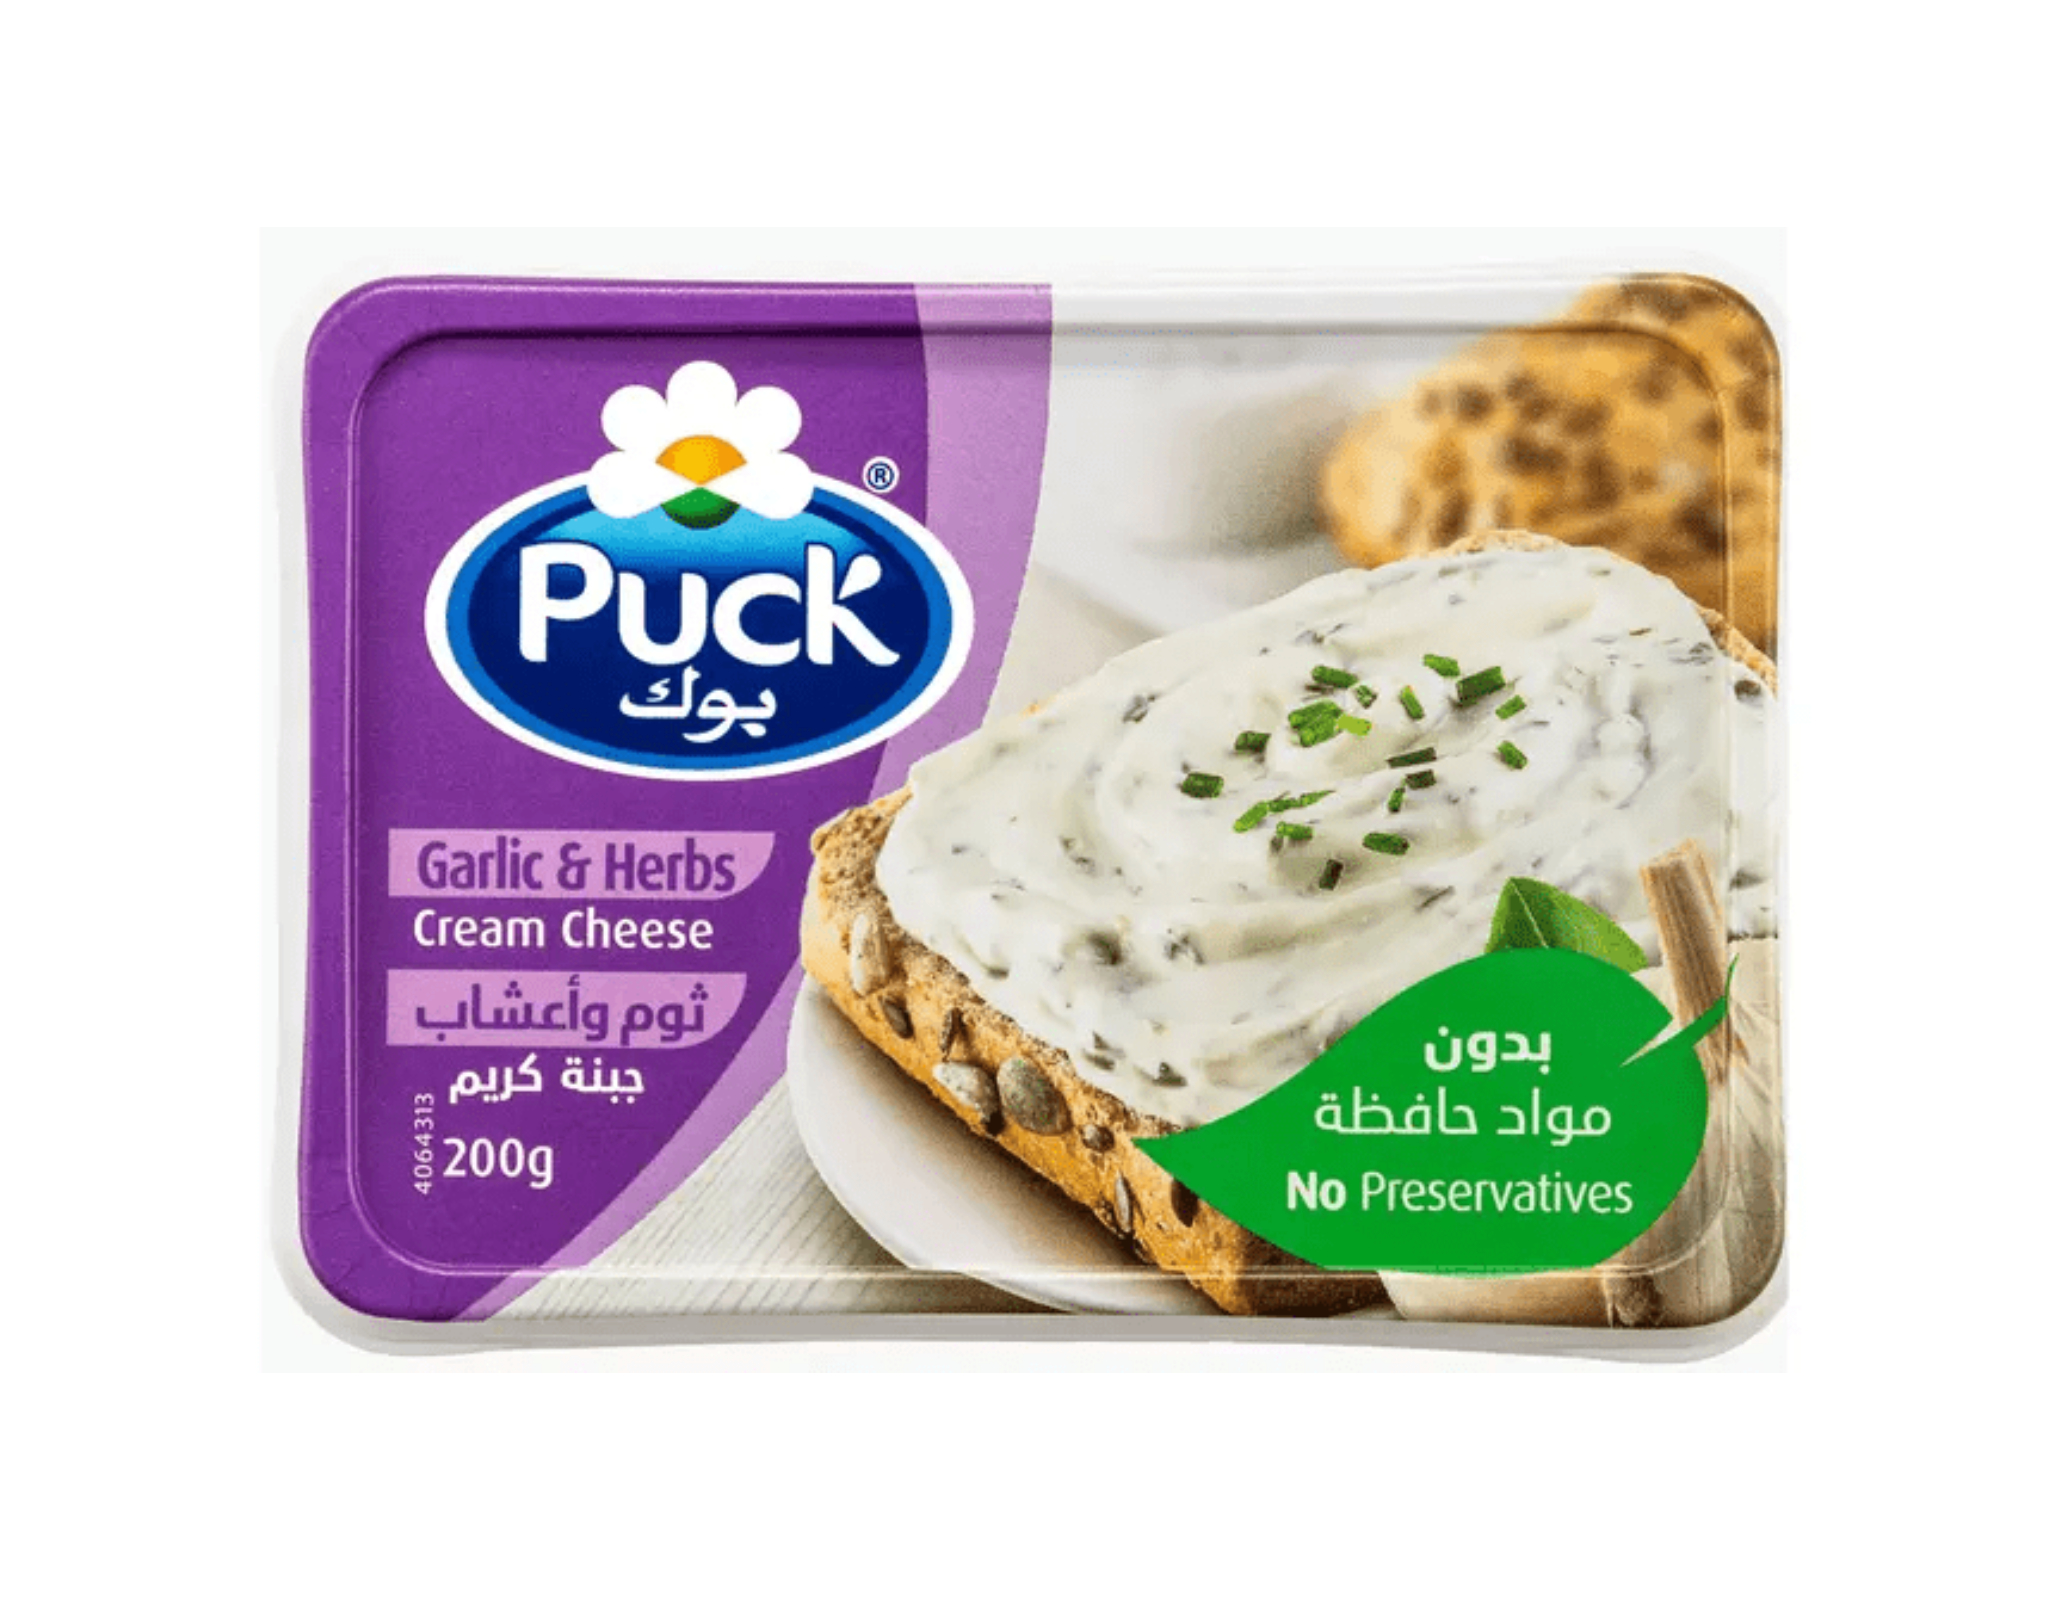 ®
Puck
بوك
Garlic & Herbs
Cream Cheese
ثوم وأعشاب
جبنة كريم
4064313
200g
بدون
مواد حافظة
No Preservatives